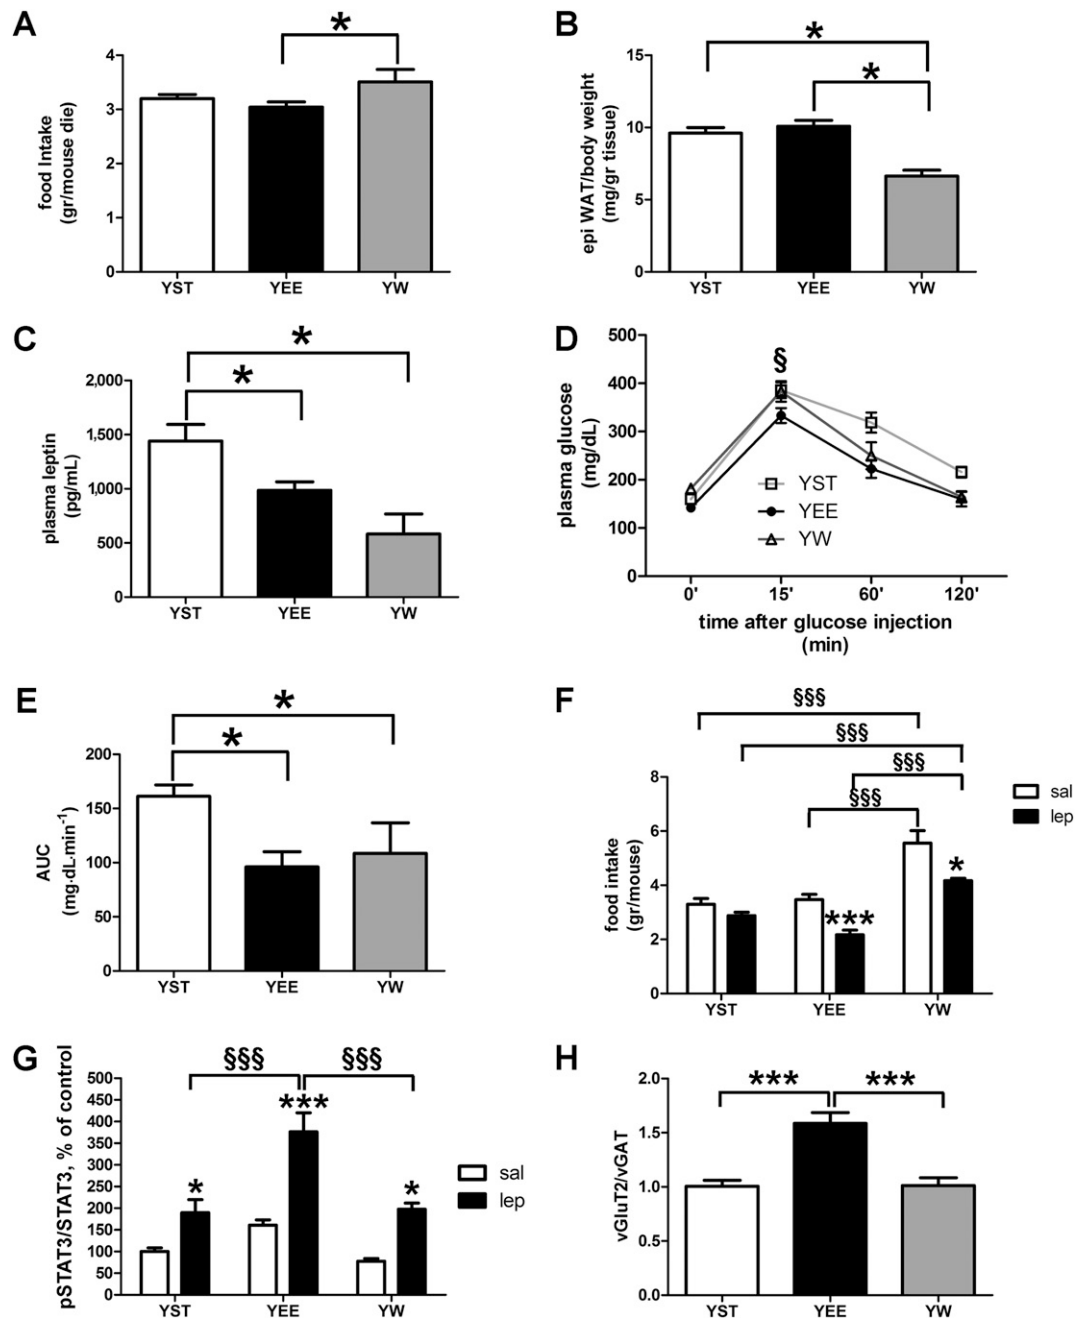 A
*
4
3
2
1
0
food Intake
(gr/mouse die)
YST YEE YW
B
*
*
15
10
5
0
epi WAT/body weight
(mg/gr tissue)
YST YEE YW
C
*
*
2,000
1,500
1,000
500
0
plasma leptin
(pg/mL)
YST YEE YW
D
§
500
400
300
200
100
0
plasma glucose
(mg/dL)
YST
YEE
YW
0' 15' 60' 120'
time after glucose injection
(min)
E
*
*
200
150
100
50
0
AUC
(mg·dL·min-1)
YST YEE YW
F
§§§
§§§
§§§
§§§
8
6
4
2
0
food intake
(gr/mouse)
***
*
sal
lep
YST YEE YW
G
§§§ §§§
500
450
400
350
300
250
200
150
100
50
0
pSTAT3/STAT3, % of control
*
***
*
sal
lep
YST YEE YW
H
*** ***
2.0
1.5
1.0
0.5
0.0
vGluT2/vGAT
YST YEE YW